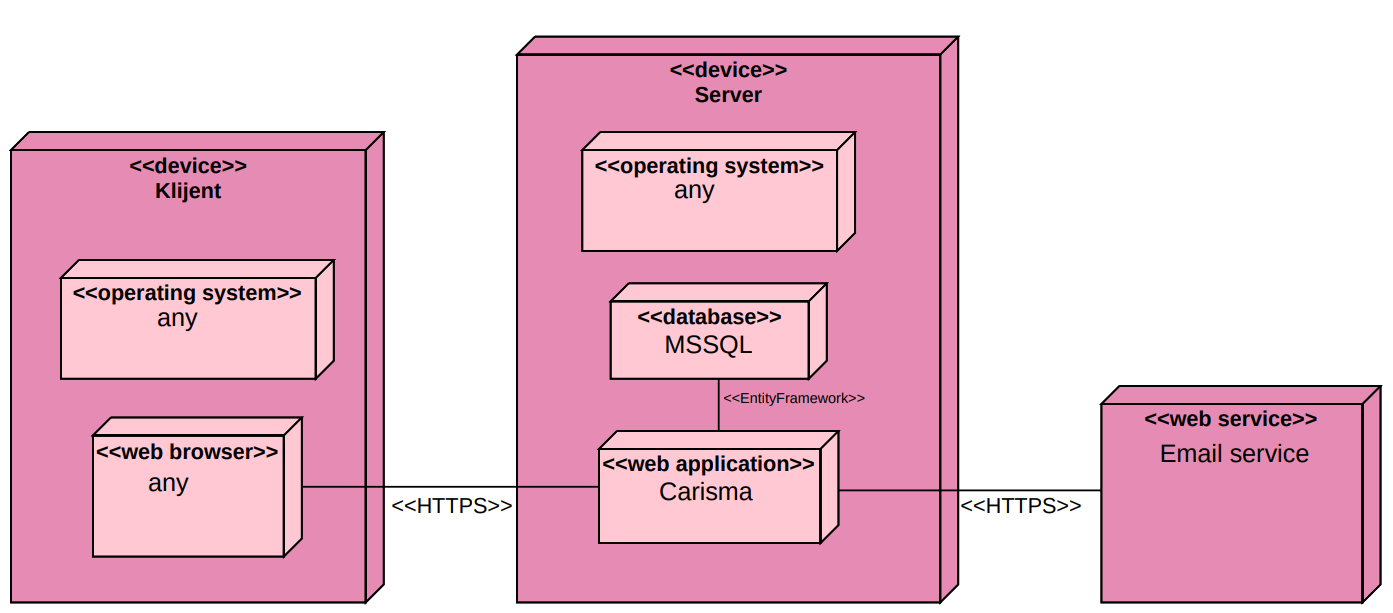 <<device>>
Klijent
<<operating system>>
any
<<web browser>>
any
<<HTTPS>>
<<device>>
Server
<<operating system>>
any
<<database>>
MSSQL
<<EntityFramework>>
<<web application>>
Carisma
<<HTTPS>>
<<web service>>
Email service